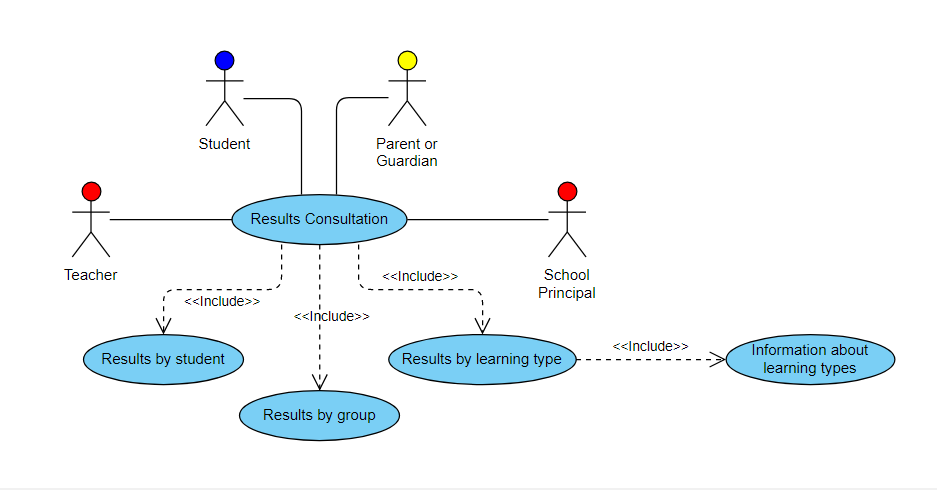 Student
Parent or
Guardian
Teacher
Results Consultation
School
Principal
<<Include>>
<<Include>>
<<Include>>
Results by student
Results by learning type
<<Include>>
Information about
learning types
Results by group